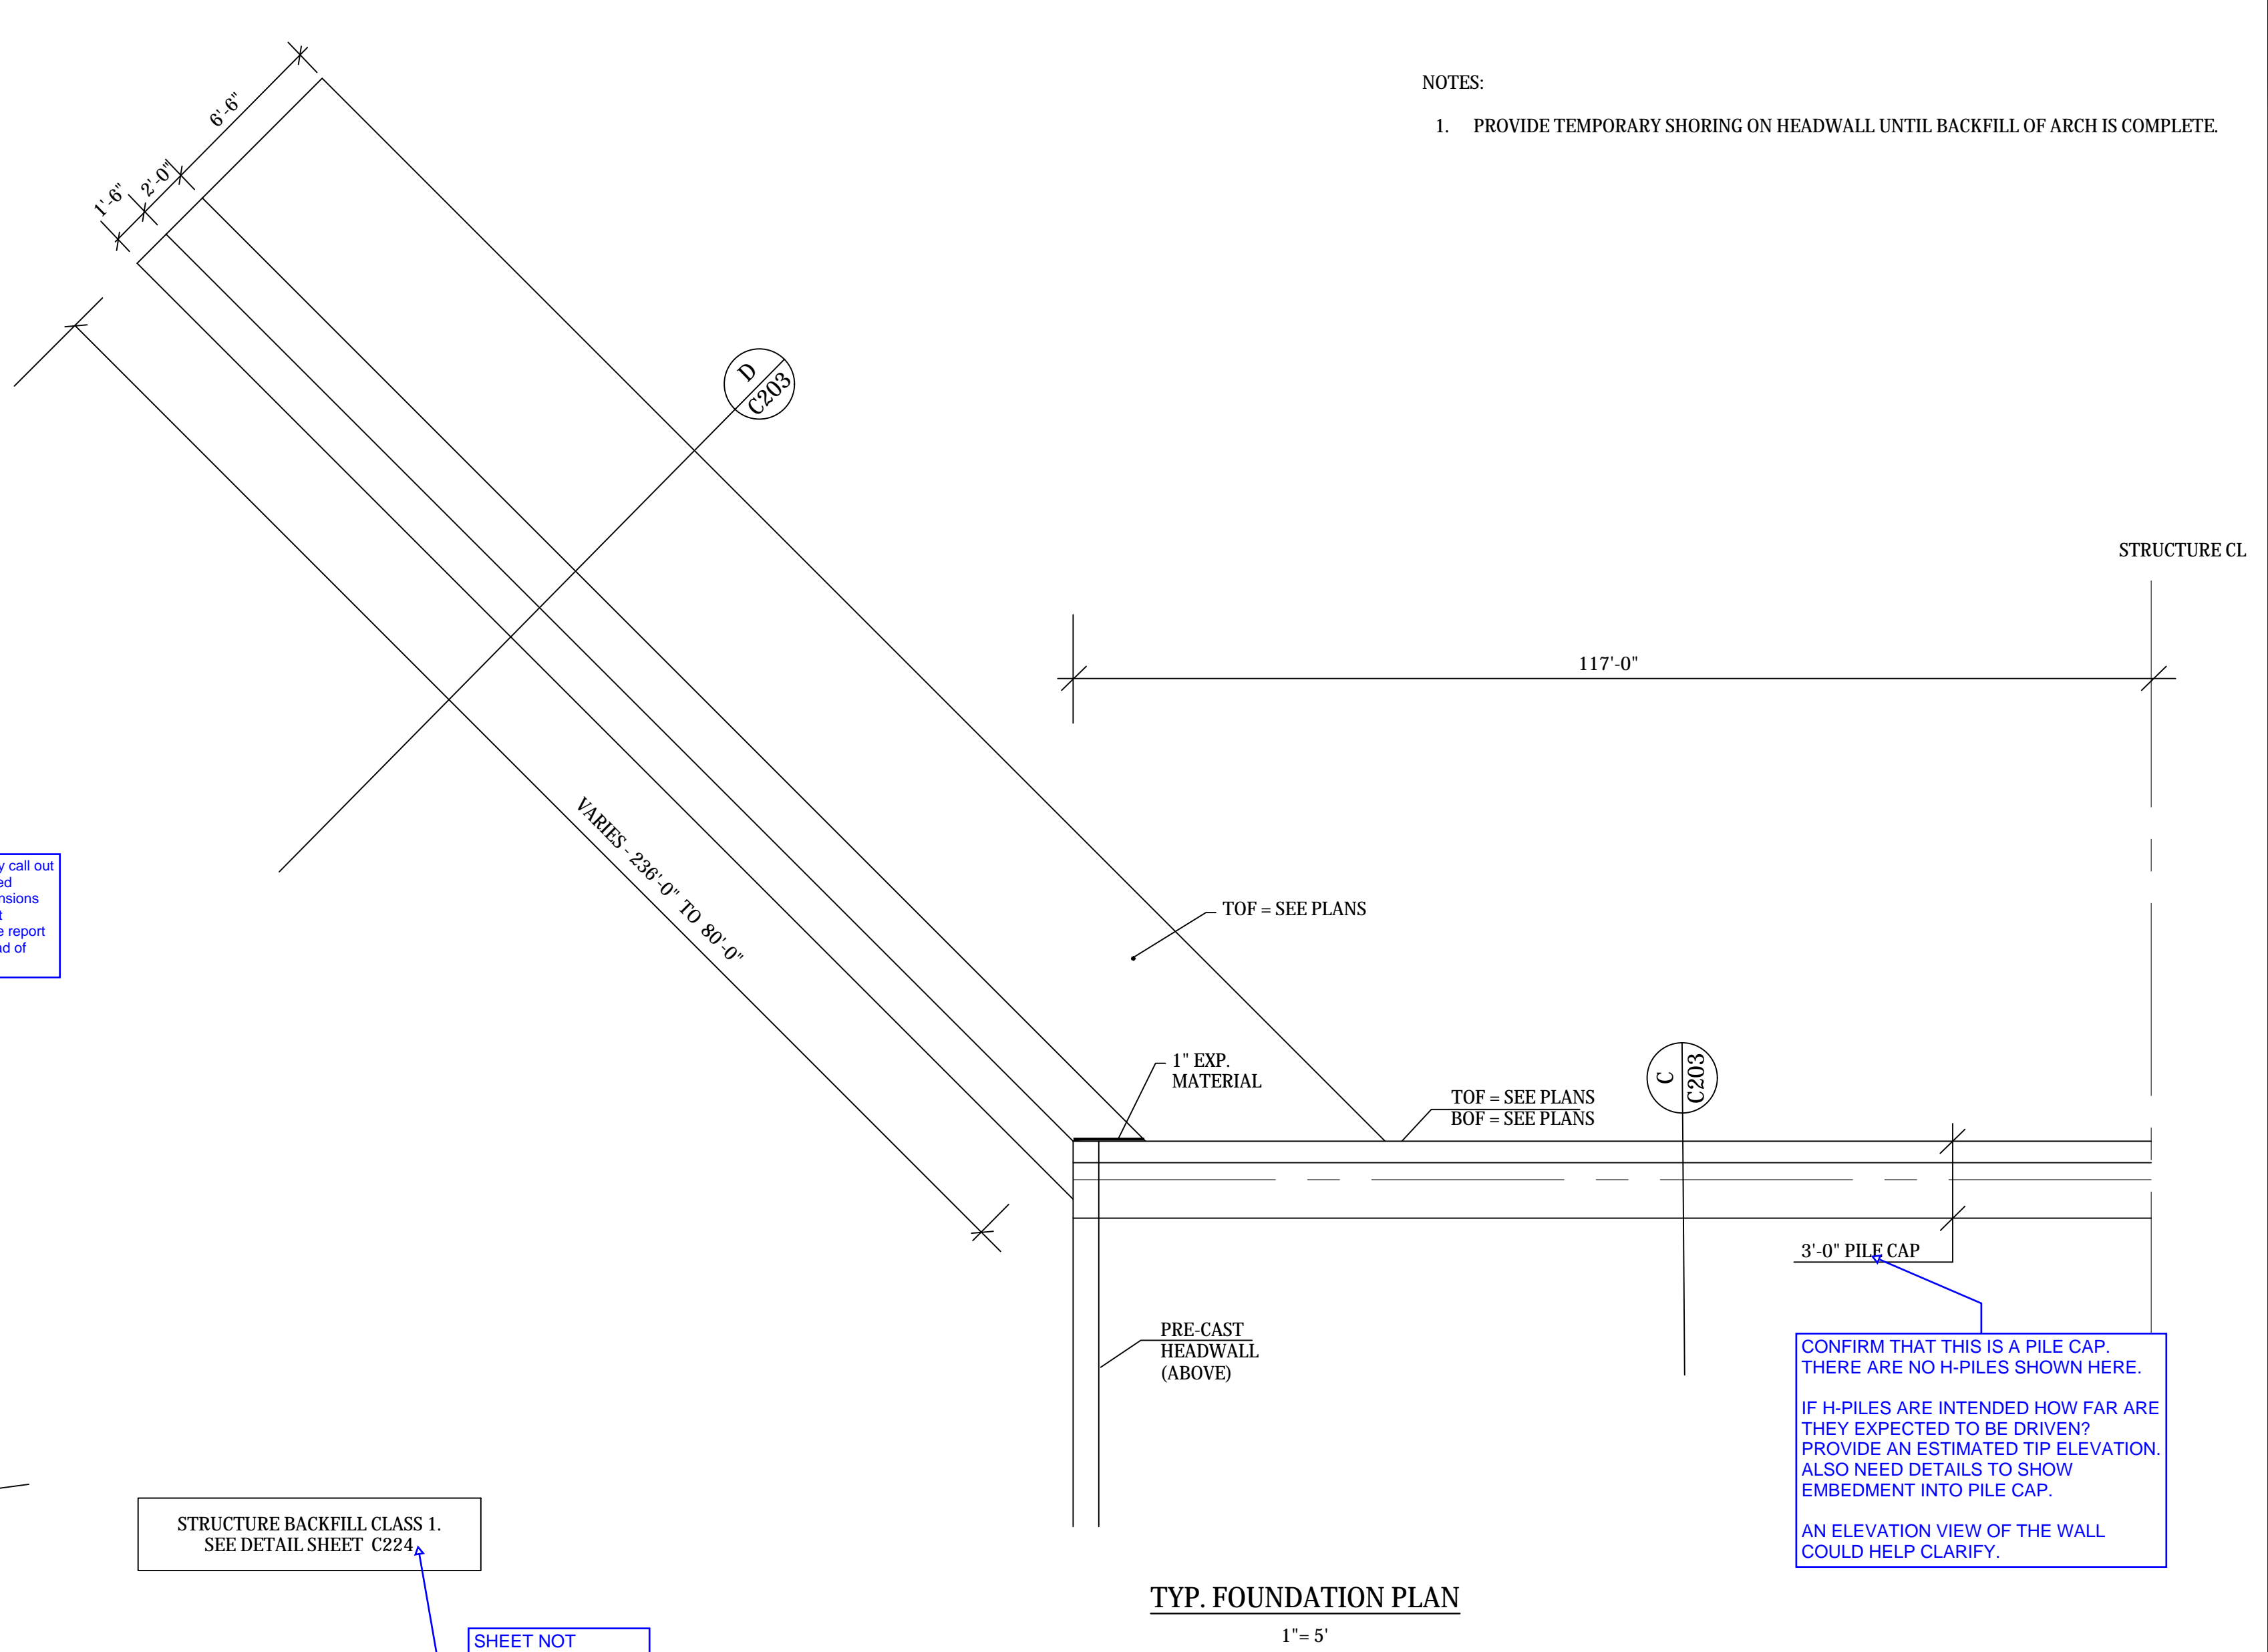 NOTES:
1. PROVIDE TEMPORARY SHORING ON HEADWALL UNTIL BACKFILL OF ARCH IS COMPLETE.
6'-6"
2'-0"
1'-6"
D
C203
STRUCTURE CL
117'-0"
VARIES - 236'-0" TO 80'-0"
call out
report
of
TOF = SEE PLANS
1" EXP.
MATERIAL
TOF = SEE PLANS
BOF = SEE PLANS
C
C203
3'-0" PILE CAP
PRE-CAST
HEADWALL
(ABOVE)
CONFIRM THAT THIS IS A PILE CAP.
THERE ARE NO H-PILES SHOWN HERE.
IF H-PILES ARE INTENDED HOW FAR ARE
THEY EXPECTED TO BE DRIVEN?
PROVIDE AN ESTIMATED TIP ELEVATION.
ALSO NEED DETAILS TO SHOW
EMBEDMENT INTO PILE CAP.
AN ELEVATION VIEW OF THE WALL
COULD HELP CLARIFY.
STRUCTURE BACKFILL CLASS 1.
SEE DETAIL SHEET C224
SHEET NOT
TYP. FOUNDATION PLAN
1"= 5'